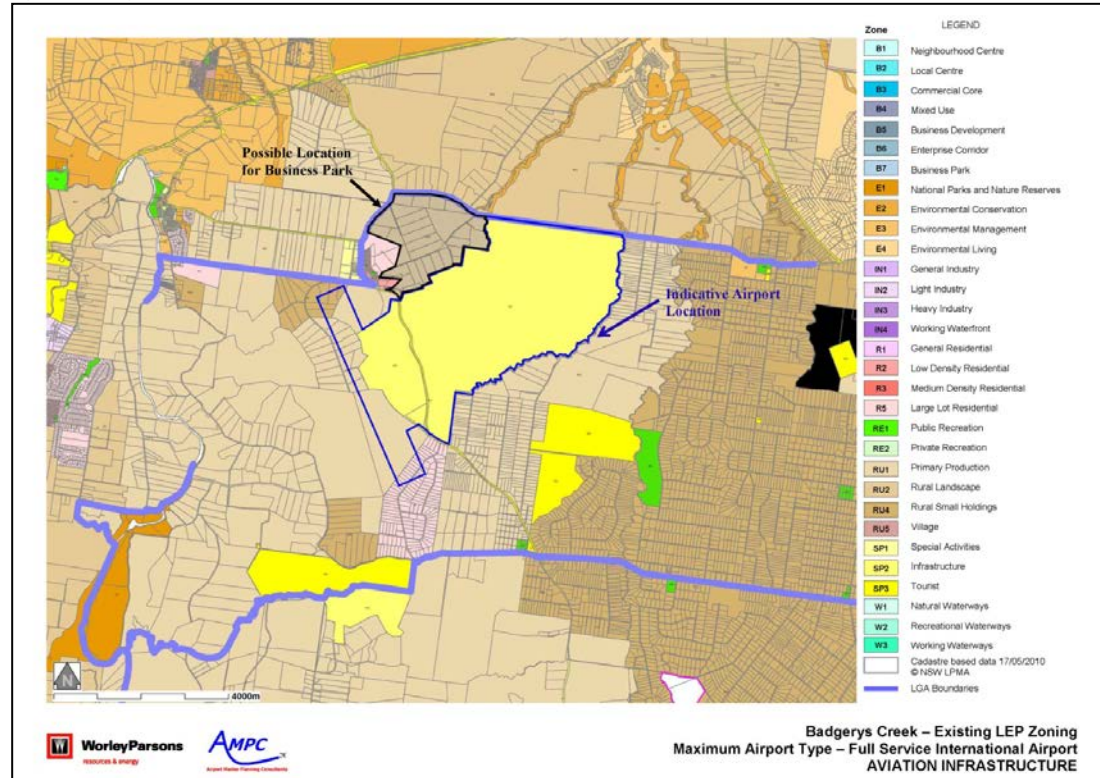 LEGEND
Zone
B1 Neighbourhood Centre
B2 Local Centre
B3 Commercial Core
B4 Mixed Use
B5 Business Development
B6 Enterprise Corridor
B7 Business Park
E1 National Parks and Nature Reserves
E2 Environmental Conservation
E3 Environmental Management
E4 Environmental Living
IN1 General Industry
IN2 Light Industry
IN3 Heavy Industry
IN4 Working Waterfront
R1 General Residential
R2 Low Density Residential
R3 Medium Density Residential
R5 Large Lot Residential
RE1 Public Recreation
RE2 Private Recreation
RU1 Primary Production
RU2 Rural Landscape
RU4 Rural Small Holdings
RU5 Village
SP1 Special Activities
SP2 Infrastructure
SP3 Tourist
W1 Natural Waterways
W2 Recreational Waterways
W3 Working Waterways
Cadastre based data 17/05/2010
© NSW LPMA
LGA Boundaries
Possible Location
for Business Park
Indicative Airport
Location
N
4000m
WorleyParsons
resources & energy
AMPC
Airport Master Planning Consultants
Badgerys Creek – Existing LEP Zoning
Maximum Airport Type – Full Service International Airport
AVIATION INFRASTRUCTURE